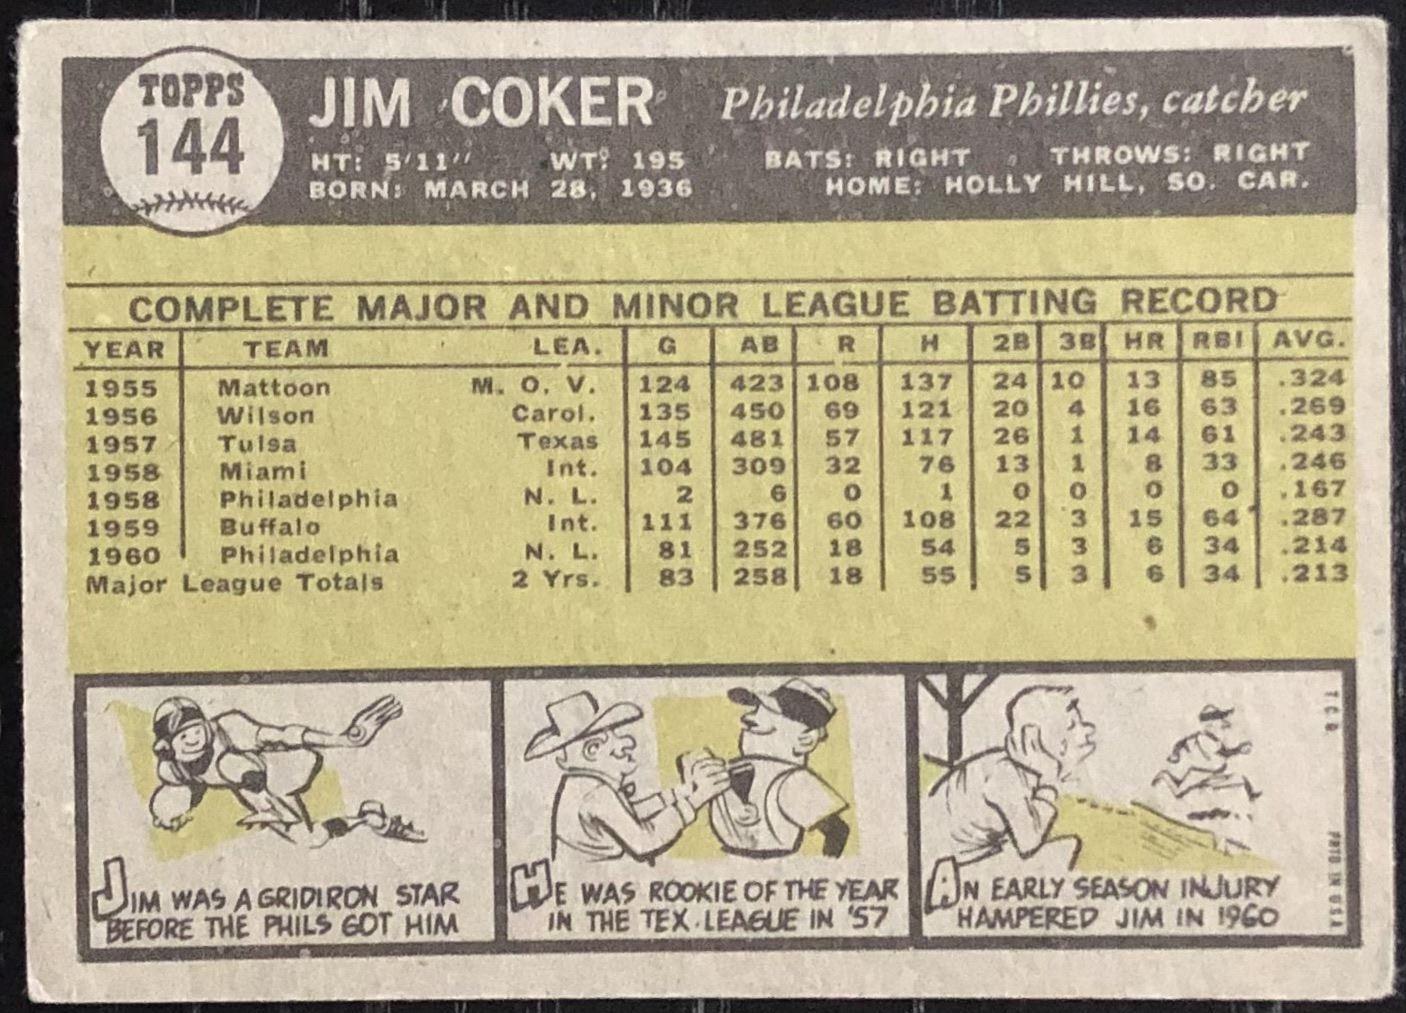 TOPPS
144
JIM COKER Philadelphia Phillies, catcher
HT: 5'11" WT: 195 BATS: RIGHT THROWS: RIGHT
BORN: MARCH 28, 1936 HOME: HOLLY HILL, SO. CAR.
COMPLETE MAJOR AND MINOR LEAGUE BATTING RECORD
YEAR TEAM LEA. G AB R H 2B 3B HR RBI AVG.
1955 Mattoon M. O. V. 124 423 108 137 24 10 13 85 .324
1956 Wilson Carol. 135 450 69 121 20 4 16 63 .269
1957 Tulsa Texas 145 481 57 117 26 1 14 61 .243
1958 Miami Int. 104 309 32 76 13 1 8 33 .246
1958 Philadelphia N. L. 2 6 0 1 0 0 0 0 .167
1959 Buffalo Int. 111 376 60 108 22 3 15 64 .287
1960 Philadelphia N. L. 81 252 18 54 5 3 6 34 .214
Major League Totals 2 Yrs. 83 258 18 55 5 3 6 34 .213
JIM WAS A GRIDIRON STAR
BEFORE THE PHILS GOT HIM
HE WAS ROOKIE OF THE YEAR
IN THE TEX. LEAGUE IN '57
AN EARLY SEASON INJURY
HAMPERED JIM IN 1960
T.C.G.
PRTD IN U.S.A.